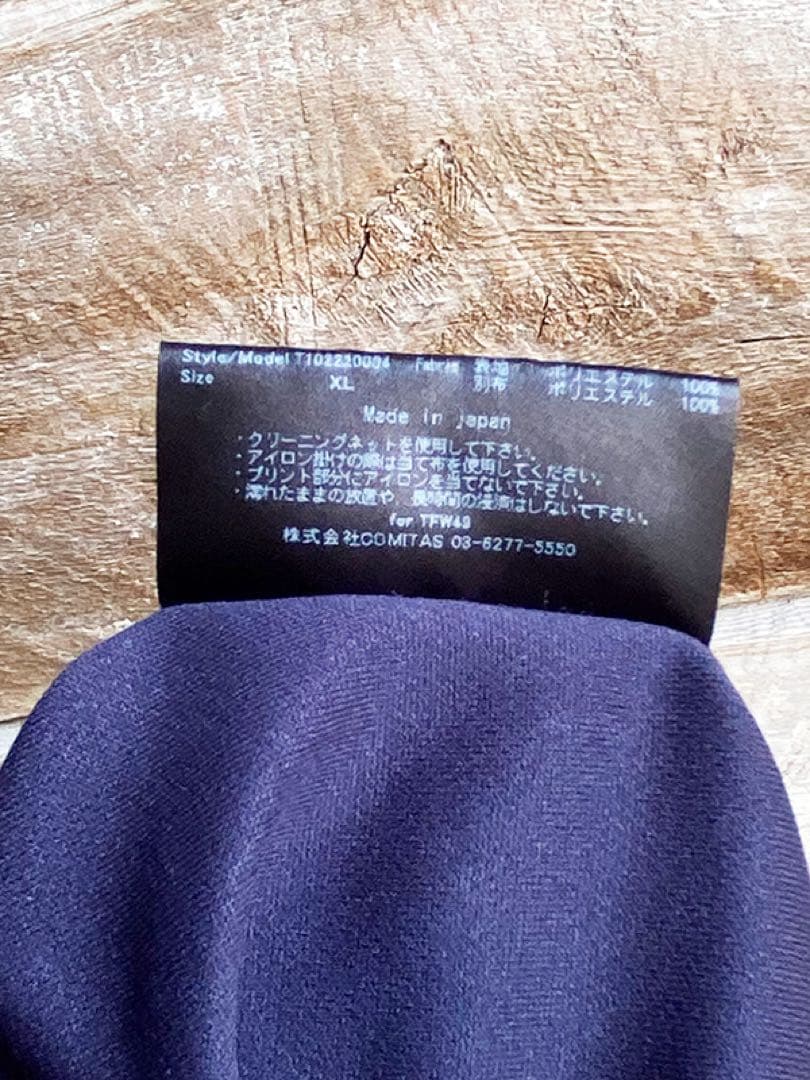 Style/Model T102220004 Fabric 表地 ポリエステル 100%
Size XL 別布 ポリエステル 100%
Made in japan
・クリーニングネットを使用して下さい。
・アイロン掛けの際は当て布を使用してください。
・プリント部分にアイロンを当てないで下さい。
・濡れたままの放置や、長時間の浸漬はしないで下さい。
for TFW49
株式会社COMITAS 03-6277-5550